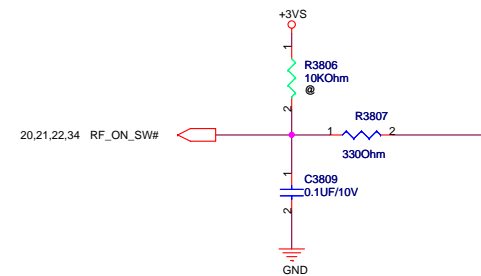 +3VS
1
R3806
10KOhm
@
2
R3807
20,21,22,34 RF_ON_SW#
1
2
330Ohm
1
C3809
0.1UF/10V
2
GND